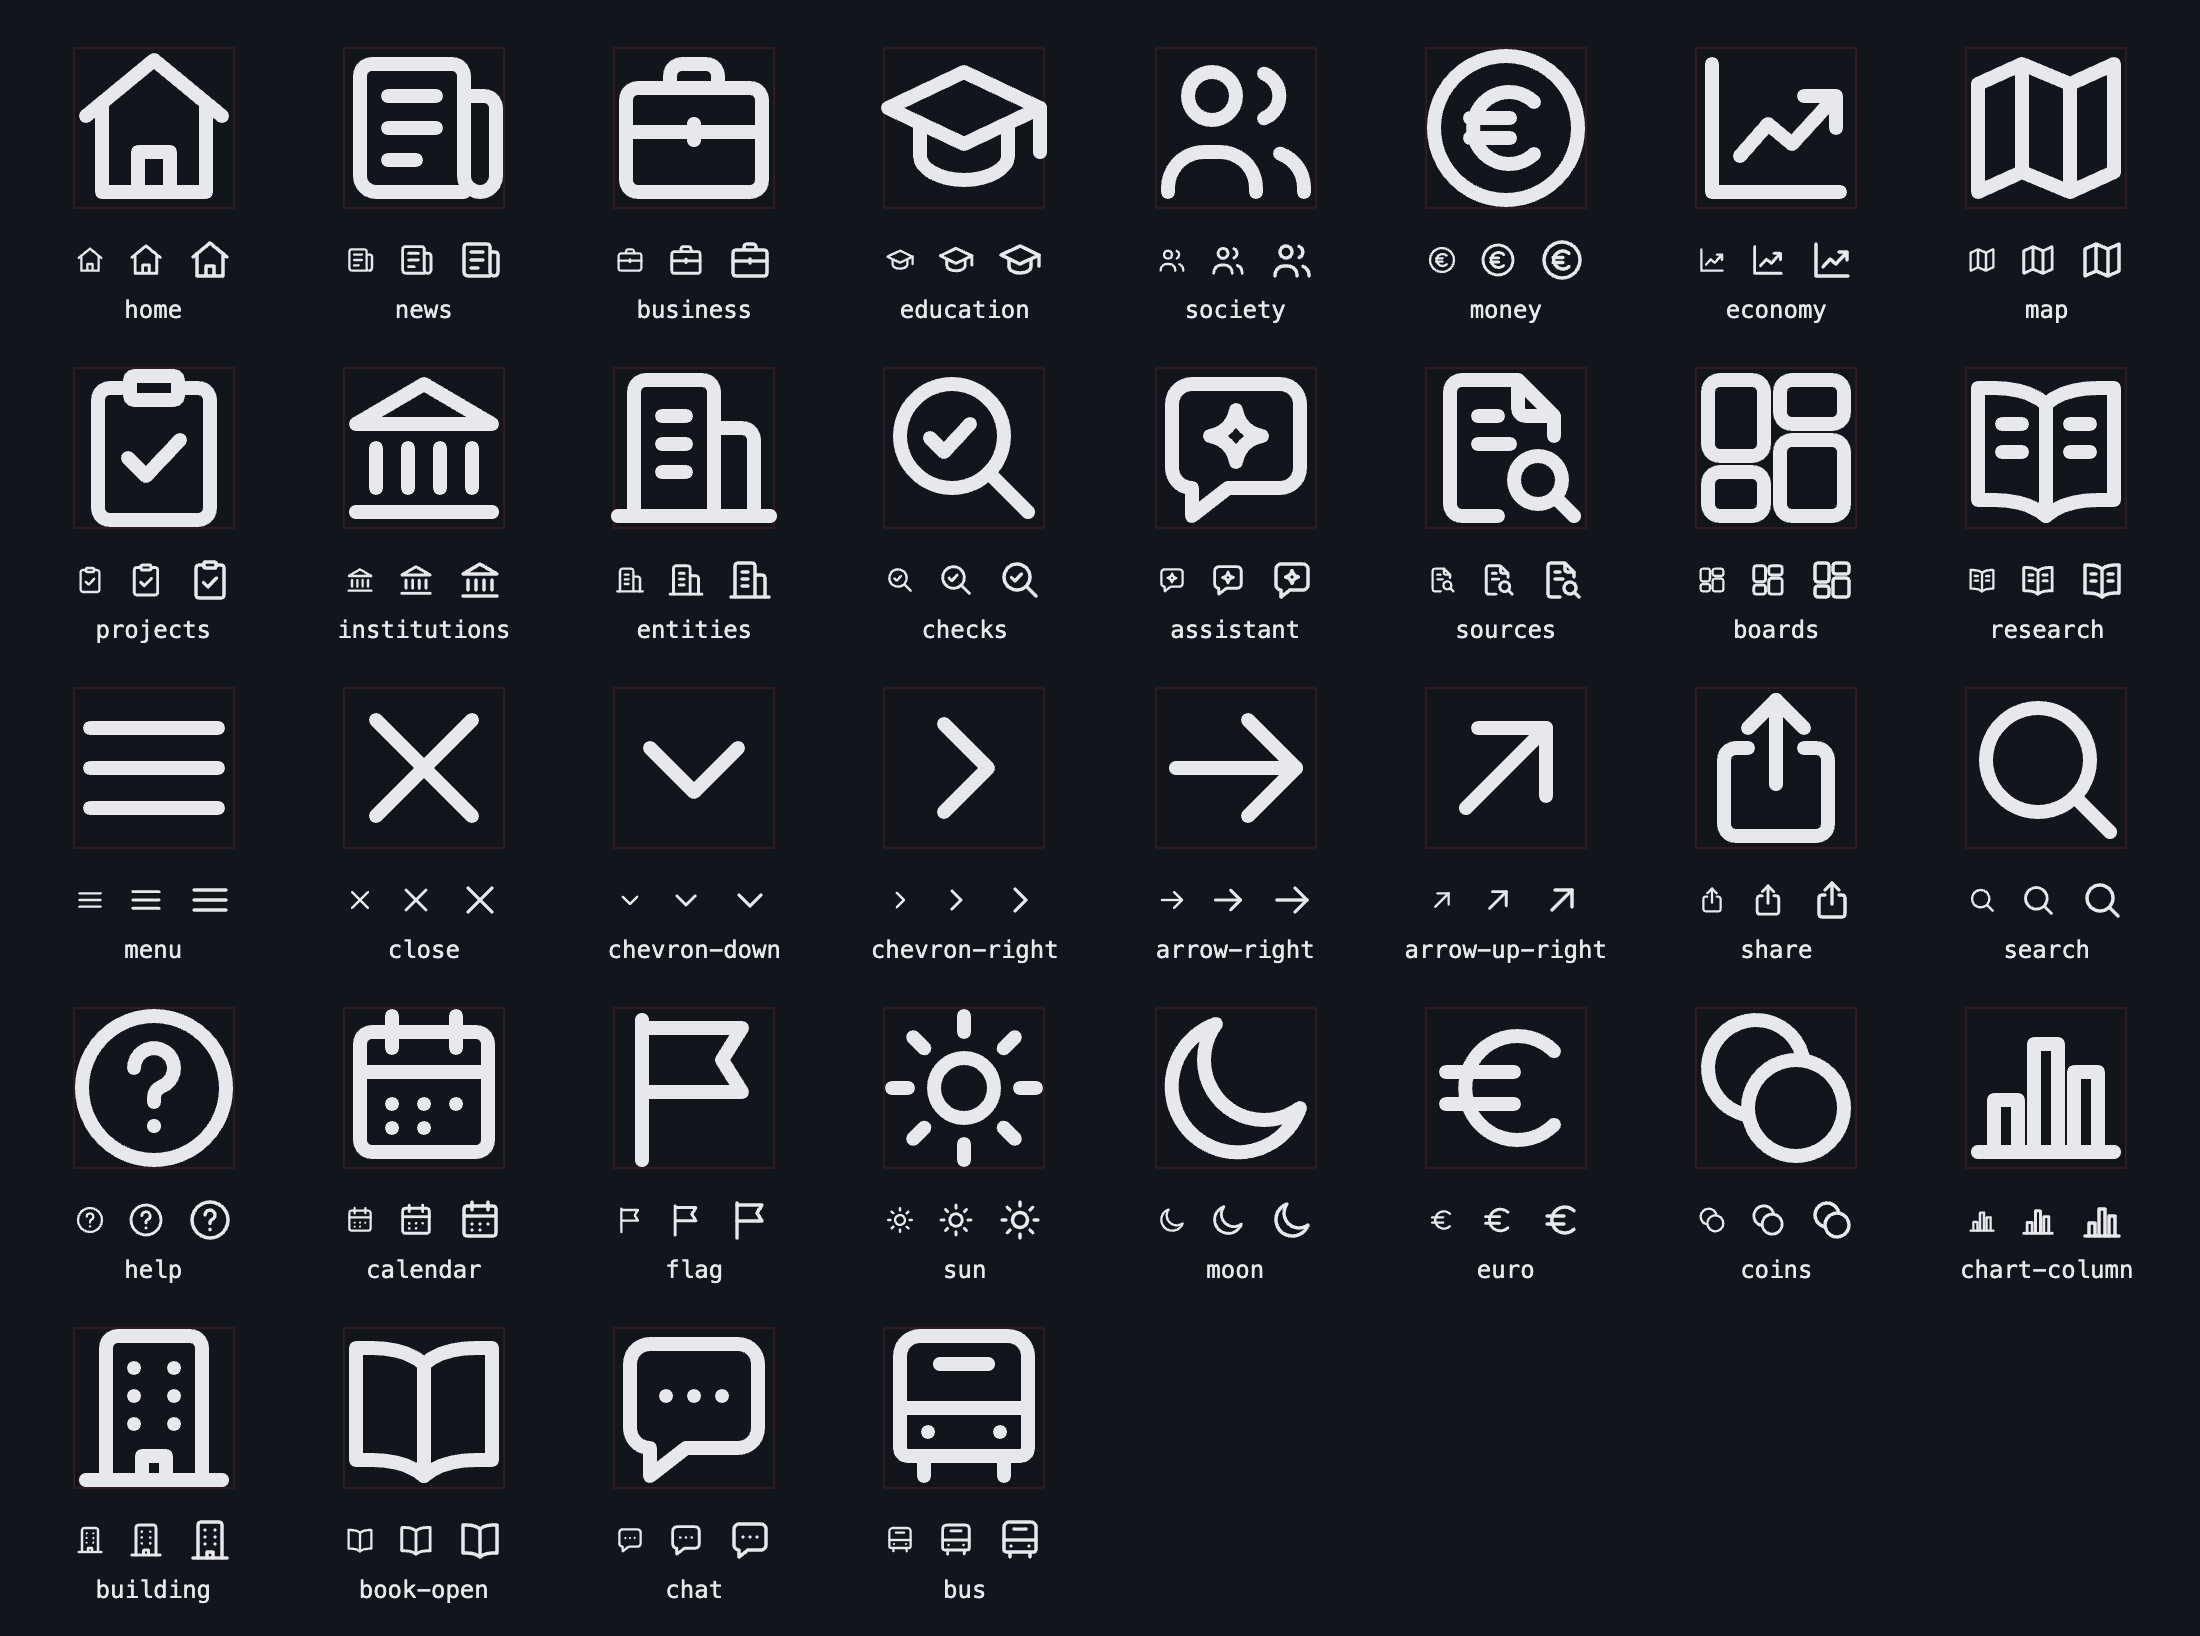 home news business education society money economy map
projects institutions entities checks assistant sources boards research
menu close chevron-down chevron-right arrow-right arrow-up-right share search
help calendar flag sun moon euro coins chart-column
building book-open chat bus